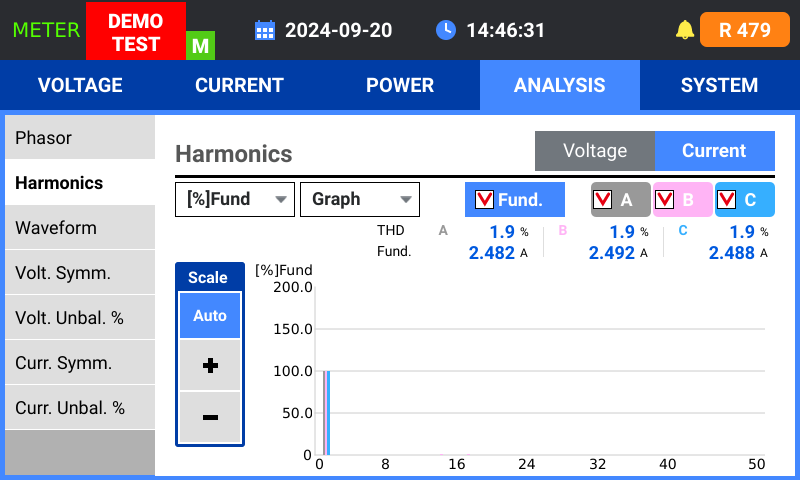 METER
DEMO
TEST
M
2024-09-20
14:46:31
R 479
VOLTAGE CURRENT POWER ANALYSIS SYSTEM
Phasor
Harmonics
Waveform
Volt. Symm.
Volt. Unbal. %
Curr. Symm.
Curr. Unbal. %
Harmonics
Voltage Current
[%]Fund Graph Fund. A B C
THD A 1.9 % B 1.9 % C 1.9 %
Fund. 2.482 A 2.492 A 2.488 A
Scale
Auto
+
−
[%]Fund
200.0
150.0
100.0
50.0
0
0 8 16 24 32 40 50